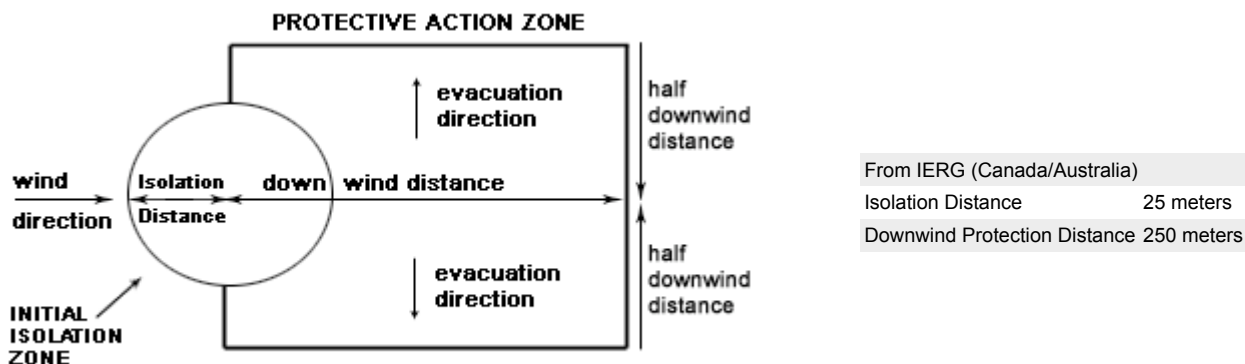 PROTECTIVE ACTION ZONE
evacuation
direction
half
downwind
distance
wind
direction
Isolation
Distance
down wind distance
evacuation
direction
half
downwind
distance
INITIAL
ISOLATION
ZONE
From IERG (Canada/Australia)
Isolation Distance 25 meters
Downwind Protection Distance 250 meters